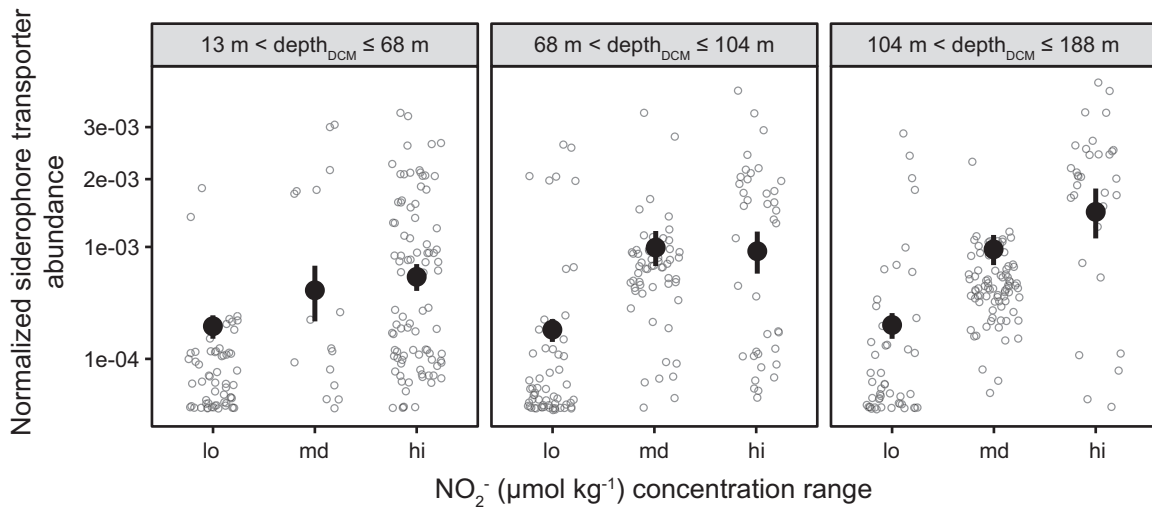 Normalized siderophore transporter
abundance
13 m < depth_DCM ≤ 68 m
68 m < depth_DCM ≤ 104 m
104 m < depth_DCM ≤ 188 m
3e-03
2e-03
1e-03
1e-04
lo md hi lo md hi lo md hi
NO₂⁻ (μmol kg⁻¹) concentration range